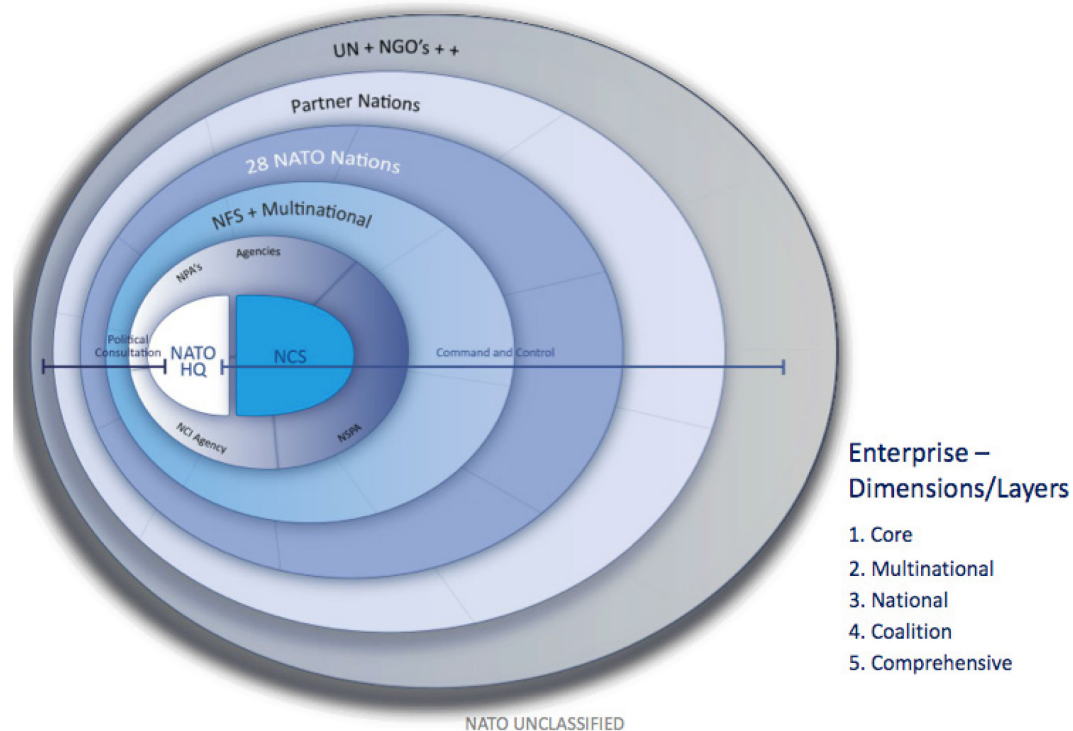 UN + NGO's + +
Partner Nations
28 NATO Nations
NFS + Multinational
Agencies
NPA's
Political
Consultation
NATO
HQ
NCS
Command and Control
NCI Agency
NSPA
Enterprise –
Dimensions/Layers
1. Core
2. Multinational
3. National
4. Coalition
5. Comprehensive
NATO UNCLASSIFIED